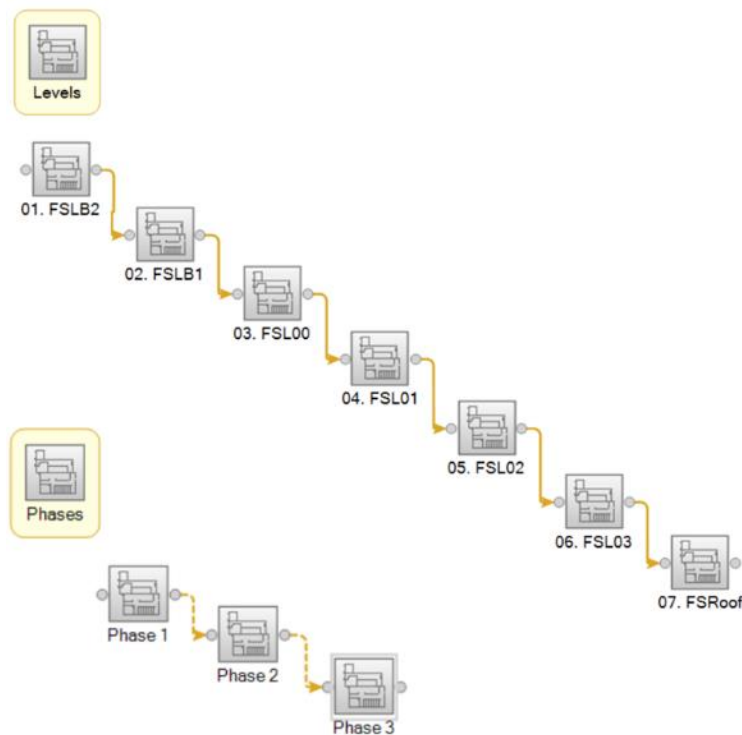 Levels
01. FSLB2
02. FSLB1
03. FSL00
04. FSL01
05. FSL02
06. FSL03
07. FSRoof
Phases
Phase 1
Phase 2
Phase 3